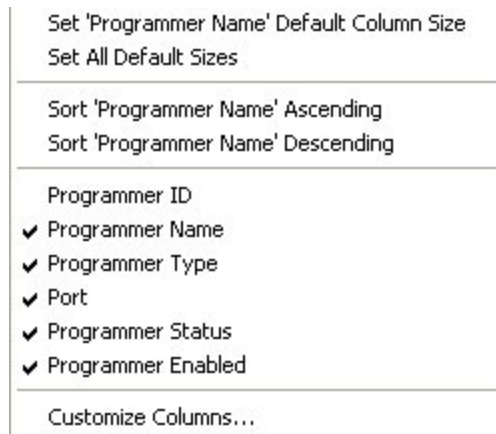 Set 'Programmer Name' Default Column Size
Set All Default Sizes
Sort 'Programmer Name' Ascending
Sort 'Programmer Name' Descending
Programmer ID
Programmer Name
Programmer Type
Port
Programmer Status
Programmer Enabled
Customize Columns...